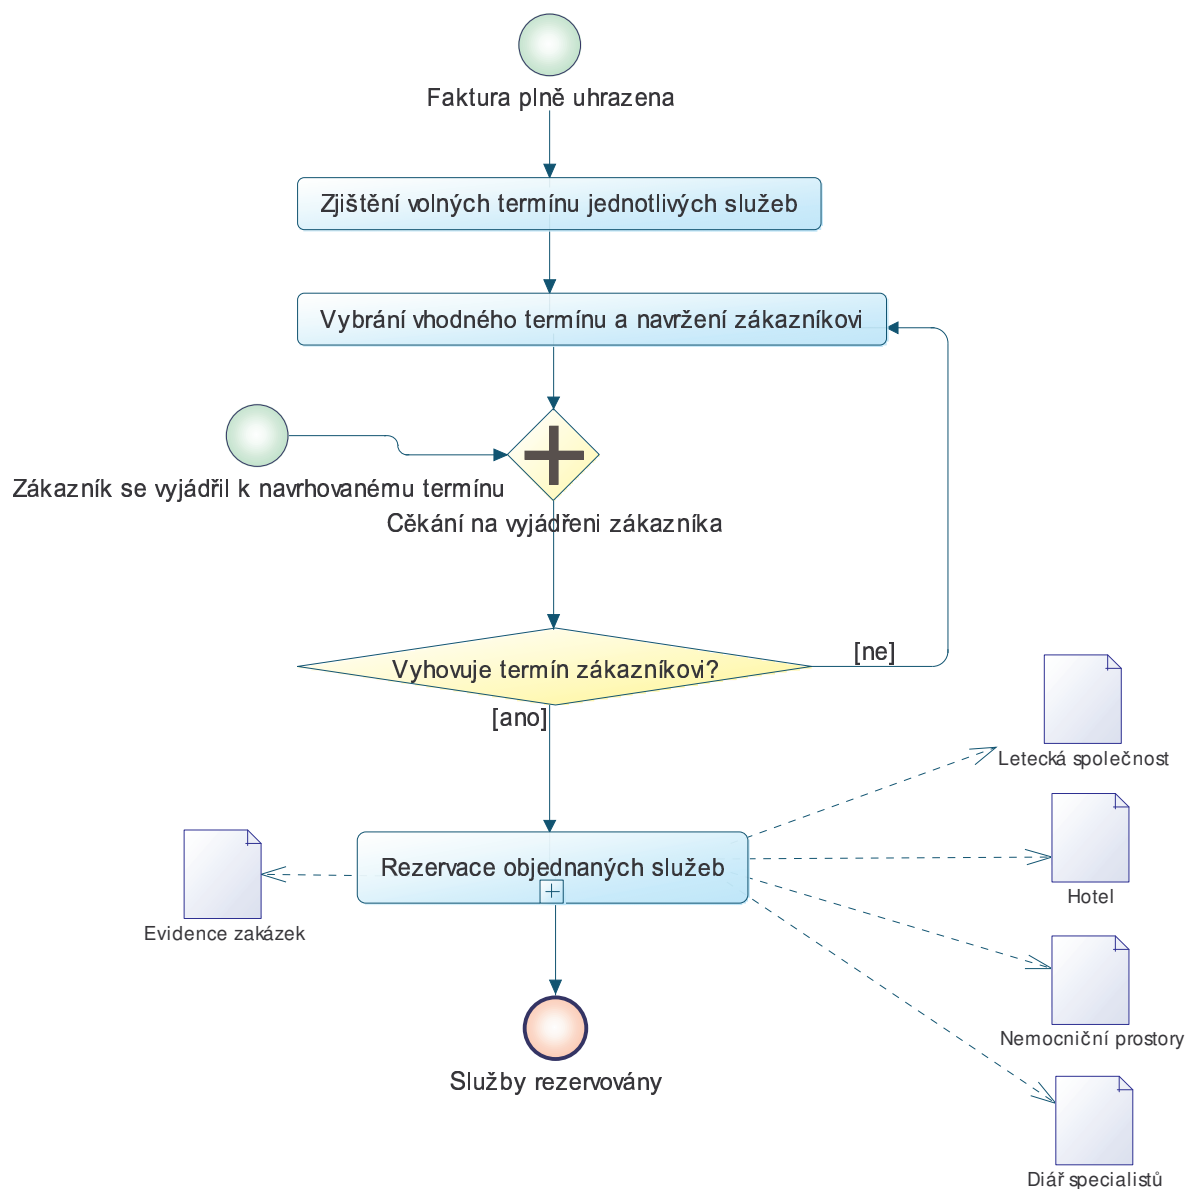 Faktura plně uhrazena
Zjištění volných termínu jednotlivých služeb
Vybrání vhodného termínu a navržení zákazníkovi
Zákazník se vyjádřil k navrhovanému termínu
Cěkání na vyjádřeni zákazníka
Vyhovuje termín zákazníkovi?
[ne]
[ano]
Letecká společnost
Rezervace objednaných služeb
Hotel
Evidence zakázek
Nemocniční prostory
Služby rezervovány
Diář specialistů